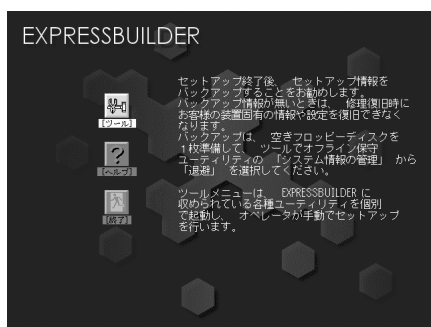 EXPRESSBUILDER
セットアップ終了後、 セットアップ情報を
バックアップすることをお勧めします。
バックアップ情報が無いときは、 修理復旧時に
お客様の装置固有の情報や設定を復旧できなく
なります。
バックアップは、 空きフロッピーディスクを
1枚準備して、 ツールでオフライン保守
ユーティリティの 「システム情報の管理」 から
「退避」 を選択してください。
[ツール]
?
[ヘルプ]
ツールメニューは、 EXPRESSBUILDER に
収められている各種ユーティリティを個別
で起動し、 オペレータが手動でセットアップ
を行います。
[終了]